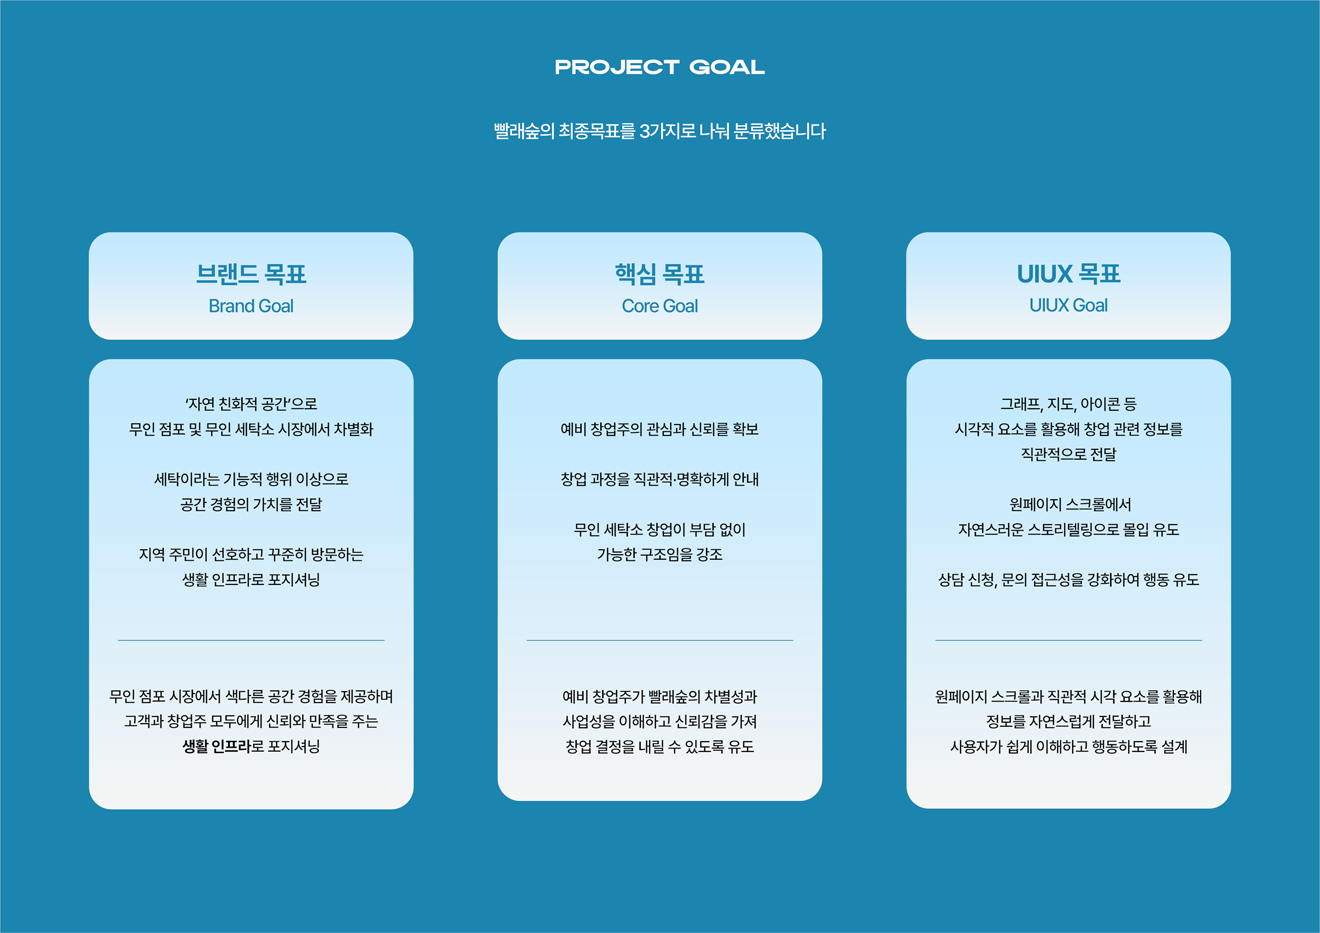 PROJECT GOAL
빨래숲의 최종목표를 3가지로 나눠 분류했습니다
브랜드 목표
Brand Goal
‘자연 친화적 공간‘으로
무인 점포 및 무인 세탁소 시장에서 차별화
세탁이라는 기능적 행위 이상으로
공간 경험의 가치를 전달
지역 주민이 선호하고 꾸준히 방문하는
생활 인프라로 포지셔닝
무인 점포 시장에서 색다른 공간 경험을 제공하며
고객과 창업주 모두에게 신뢰와 만족을 주는
생활 인프라로 포지셔닝
핵심 목표
Core Goal
예비 창업주의 관심과 신뢰를 확보
창업 과정을 직관적·명확하게 안내
무인 세탁소 창업이 부담 없이
가능한 구조임을 강조
예비 창업주가 빨래숲의 차별성과
사업성을 이해하고 신뢰감을 가져
창업 결정을 내릴 수 있도록 유도
UIUX 목표
UIUX Goal
그래프, 지도, 아이콘 등
시각적 요소를 활용해 창업 관련 정보를
직관적으로 전달
원페이지 스크롤에서
자연스러운 스토리텔링으로 몰입 유도
상담 신청, 문의 접근성을 강화하여 행동 유도
원페이지 스크롤과 직관적 시각 요소를 활용해
정보를 자연스럽게 전달하고
사용자가 쉽게 이해하고 행동하도록 설계